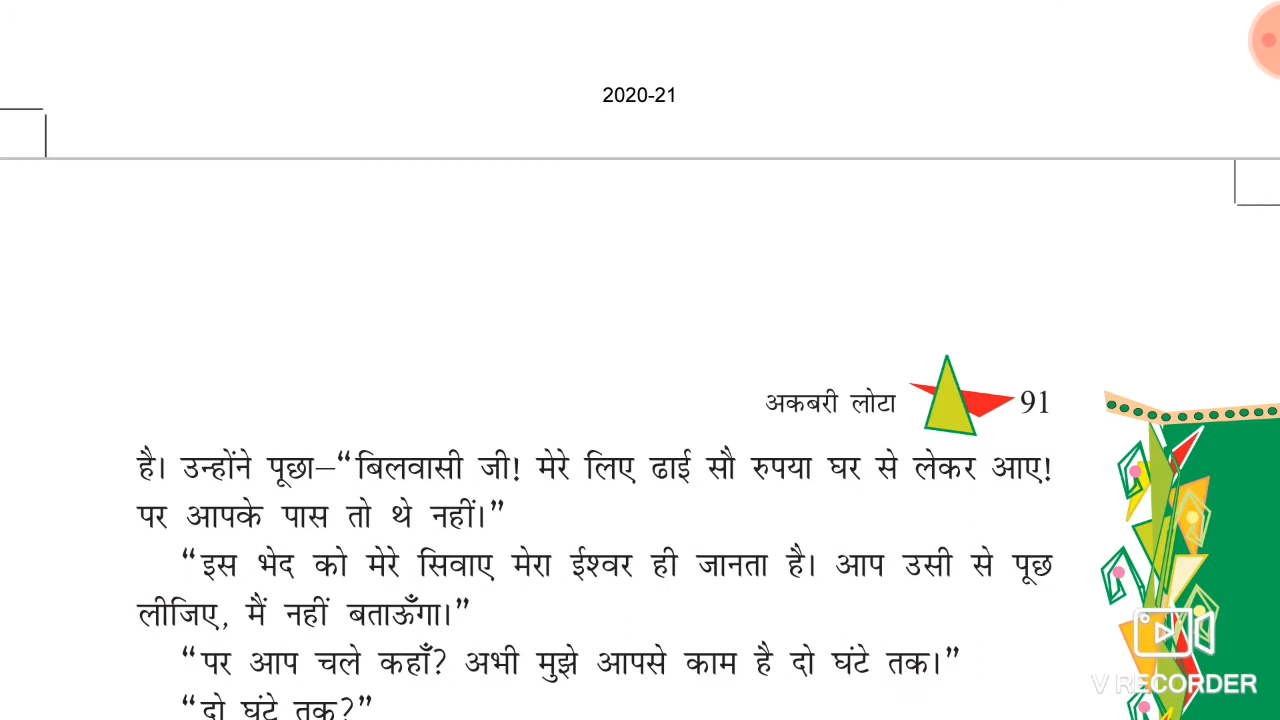 2020-21
अकबरी लोटा 91
है। उन्होंने पूछा–“बिलवासी जी! मेरे लिए ढाई सौ रुपया घर से लेकर आए!
पर आपके पास तो थे नहीं।”
“इस भेद को मेरे सिवाए मेरा ईश्वर ही जानता है। आप उसी से पूछ
लीजिए, मैं नहीं बताऊँगा।”
“पर आप चले कहाँ? अभी मुझे आपसे काम है दो घंटे तक।”
“दो घंटे तक?”
V RECORDER